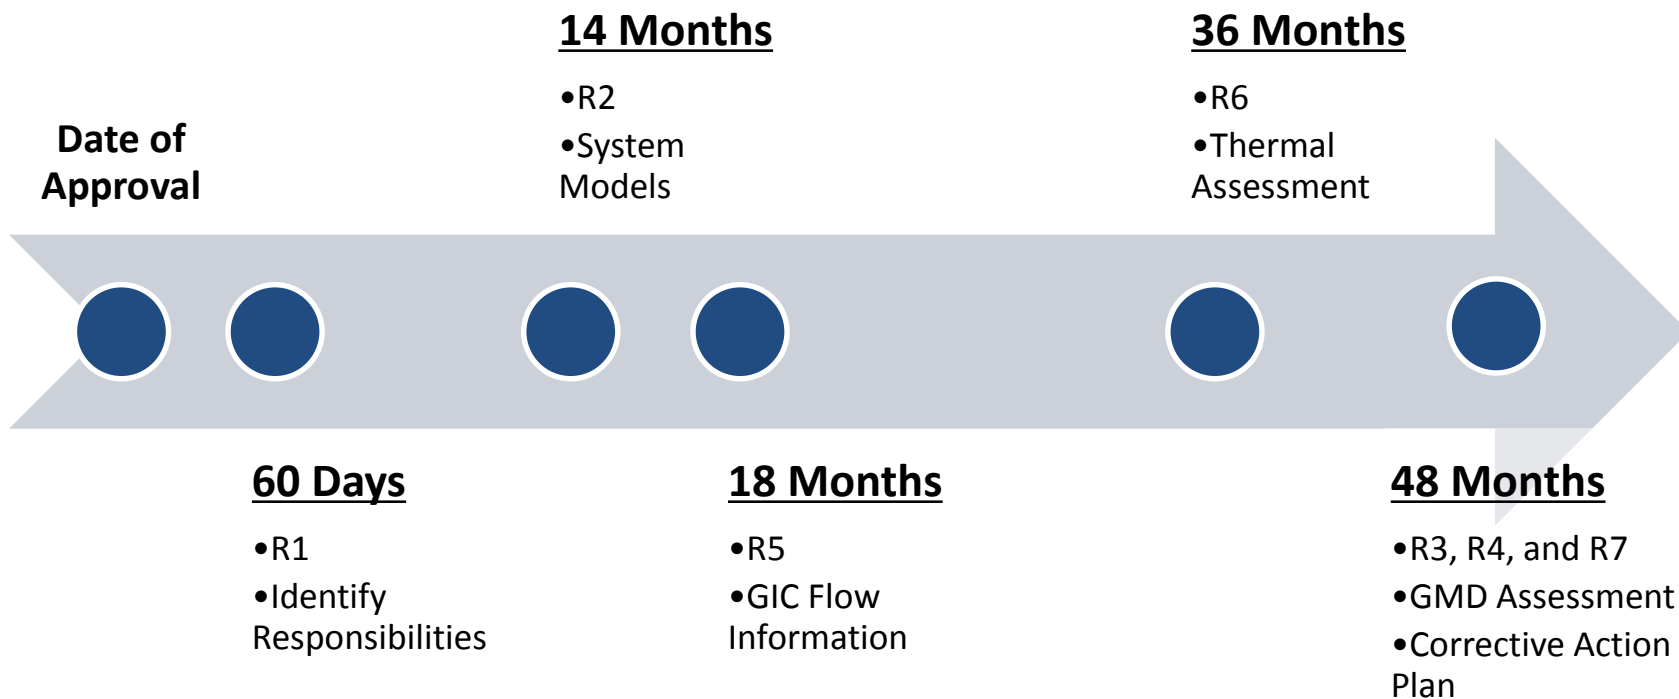 Date of
Approval
60 Days
•R1
•Identify
Responsibilities
14 Months
•R2
•System
Models
18 Months
•R5
•GIC Flow
Information
36 Months
•R6
•Thermal
Assessment
48 Months
•R3, R4, and R7
•GMD Assessment
•Corrective Action
Plan